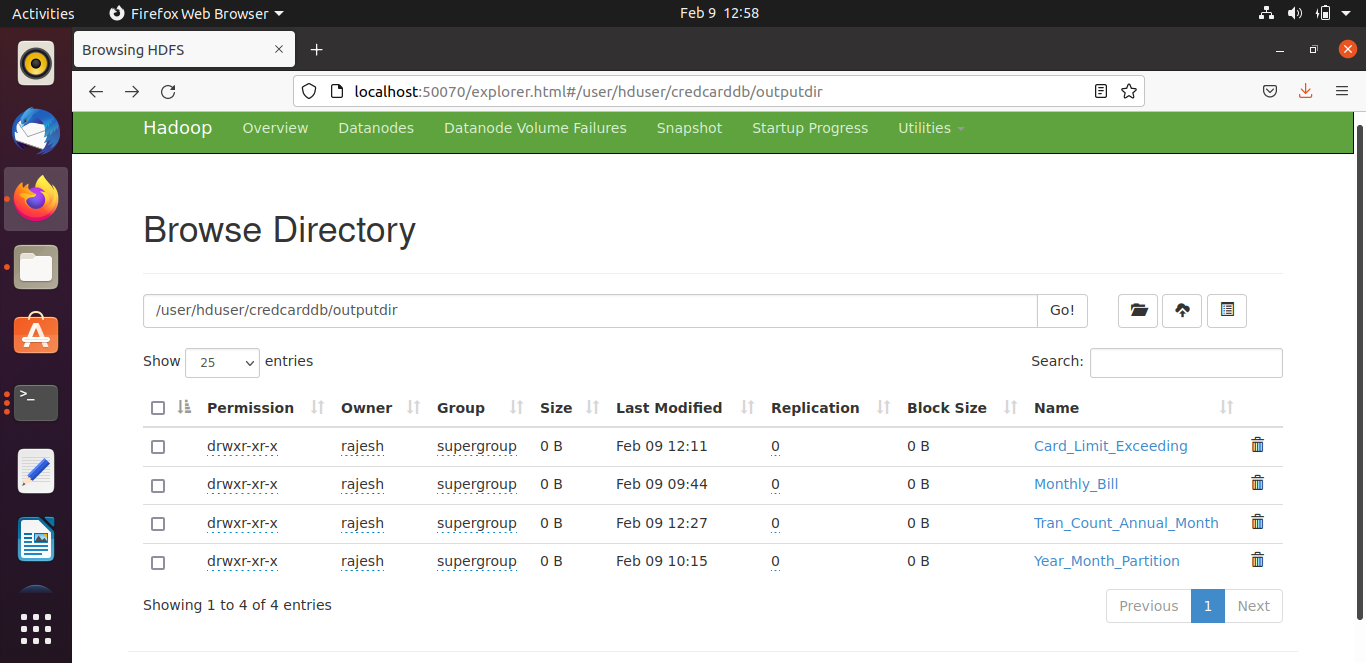 Activities Firefox Web Browser Feb 9 12:58
Browsing HDFS
localhost:50070/explorer.html#/user/hduser/credcarddb/outputdir
Hadoop Overview Datanodes Datanode Volume Failures Snapshot Startup Progress Utilities
Browse Directory
/user/hduser/credcarddb/outputdir Go!
Show 25 entries Search:
Permission Owner Group Size Last Modified Replication Block Size Name
drwxr-xr-x rajesh supergroup 0 B Feb 09 12:11 0 0 B Card_Limit_Exceeding
drwxr-xr-x rajesh supergroup 0 B Feb 09 09:44 0 0 B Monthly_Bill
drwxr-xr-x rajesh supergroup 0 B Feb 09 12:27 0 0 B Tran_Count_Annual_Month
drwxr-xr-x rajesh supergroup 0 B Feb 09 10:15 0 0 B Year_Month_Partition
Showing 1 to 4 of 4 entries Previous 1 Next